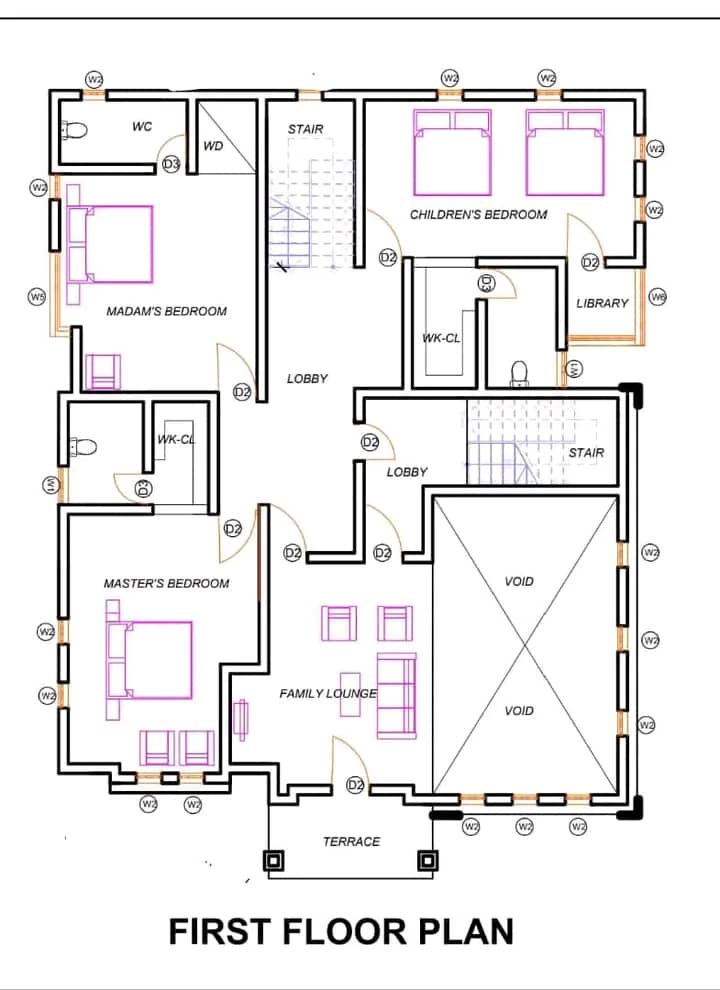 W2
W2
W2
WC
WD
STAIR
D3
W2
W2
W2
CHILDREN'S BEDROOM
D2
D2
D3
W5
MADAM'S BEDROOM
LIBRARY
W6
WK-CL
LOBBY
W1
D2
WK-CL
D2
STAIR
LOBBY
W1
D3
D2
D2
D2
W2
MASTER'S BEDROOM
VOID
W2
W2
W2
FAMILY LOUNGE
VOID
W2
D2
W2
W2
W2
W2
W2
TERRACE
FIRST FLOOR PLAN